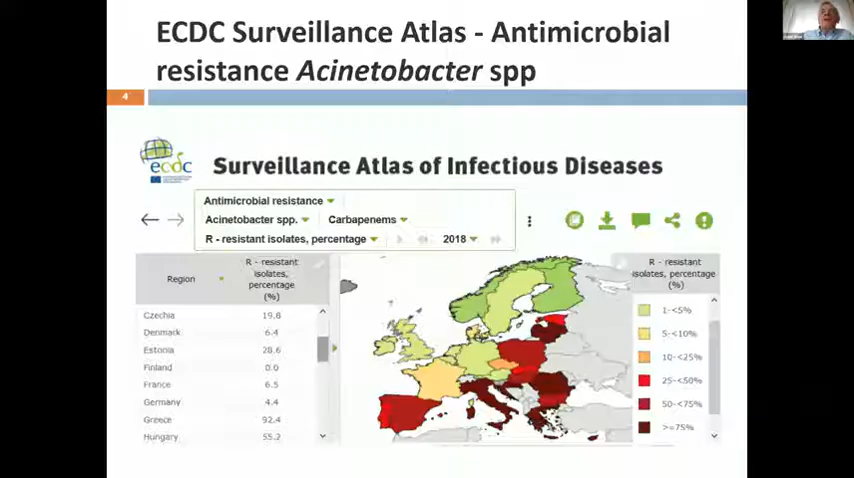 ECDC Surveillance Atlas - Antimicrobial
resistance Acinetobacter spp
4
ecdc
Surveillance Atlas of Infectious Diseases
Antimicrobial resistance
Acinetobacter spp. Carbapenems
R - resistant isolates, percentage 2018
Region R - resistant isolates, percentage (%)
Czechia 19.8
Denmark 6.4
Estonia 28.6
Finland 0.0
France 6.5
Germany 4.4
Greece 92.4
Hungary 55.2
R - resistant
isolates, percentage
(%)
1-<5%
5-<10%
10-<25%
25-<50%
50-<75%
>=75%